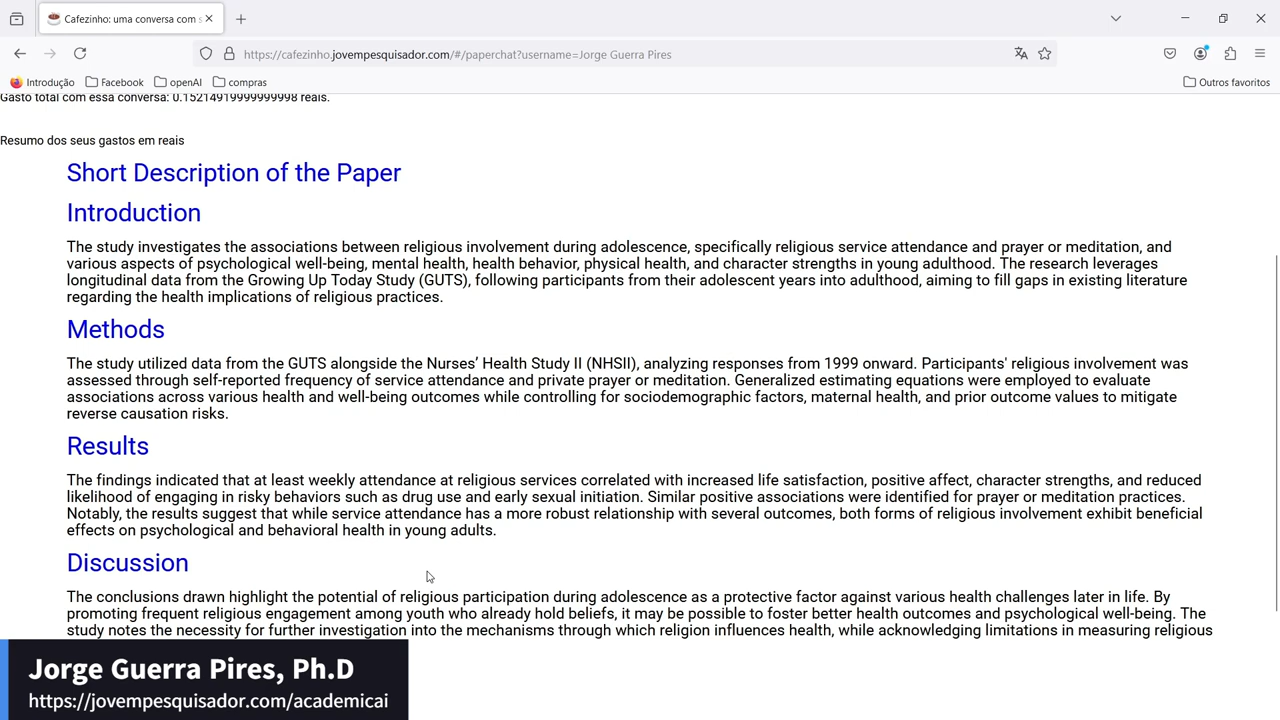 Cafezinho: uma conversa com s
https://cafezinho.jovempesquisador.com/#/paperchat?username=Jorge Guerra Pires
Introdução
Facebook
openAI
compras
Outros favoritos
Gasto total com essa conversa: 0.15214919999999998 reais.
Resumo dos seus gastos em reais
Short Description of the Paper
Introduction
The study investigates the associations between religious involvement during adolescence, specifically religious service attendance and prayer or meditation, and
various aspects of psychological well-being, mental health, health behavior, physical health, and character strengths in young adulthood. The research leverages
longitudinal data from the Growing Up Today Study (GUTS), following participants from their adolescent years into adulthood, aiming to fill gaps in existing literature
regarding the health implications of religious practices.
Methods
The study utilized data from the GUTS alongside the Nurses’ Health Study II (NHSII), analyzing responses from 1999 onward. Participants' religious involvement was
assessed through self-reported frequency of service attendance and private prayer or meditation. Generalized estimating equations were employed to evaluate
associations across various health and well-being outcomes while controlling for sociodemographic factors, maternal health, and prior outcome values to mitigate
reverse causation risks.
Results
The findings indicated that at least weekly attendance at religious services correlated with increased life satisfaction, positive affect, character strengths, and reduced
likelihood of engaging in risky behaviors such as drug use and early sexual initiation. Similar positive associations were identified for prayer or meditation practices.
Notably, the results suggest that while service attendance has a more robust relationship with several outcomes, both forms of religious involvement exhibit beneficial
effects on psychological and behavioral health in young adults.
Discussion
The conclusions drawn highlight the potential of religious participation during adolescence as a protective factor against various health challenges later in life. By
promoting frequent religious engagement among youth who already hold beliefs, it may be possible to foster better health outcomes and psychological well-being. The
study notes the necessity for further investigation into the mechanisms through which religion influences health, while acknowledging limitations in measuring religious
Jorge Guerra Pires, Ph.D
https://jovempesquisador.com/academicai